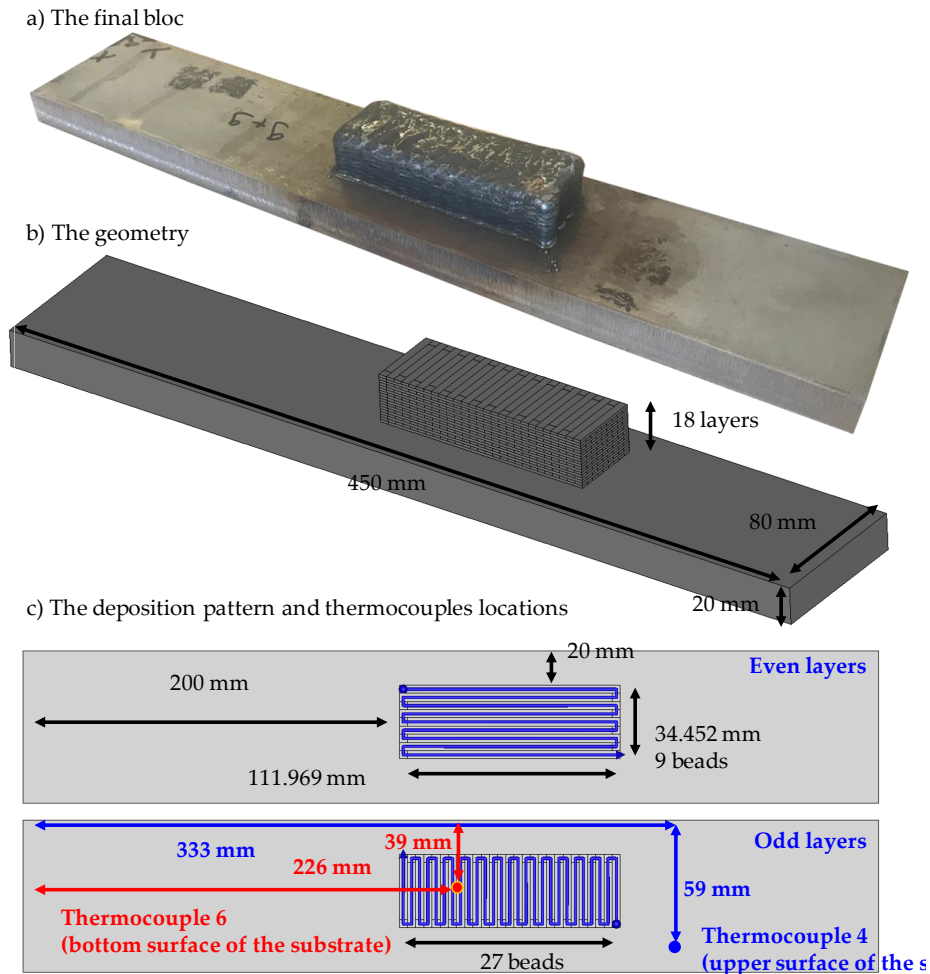 a) The final bloc
9+9
b) The geometry
18 layers
450 mm
80 mm
20 mm
c) The deposition pattern and thermocouples locations
20 mm
Even layers
200 mm
34.452 mm
9 beads
111.969 mm
39 mm
Odd layers
333 mm
226 mm
59 mm
Thermocouple 6
(bottom surface of the substrate)
Thermocouple 4
27 beads
(upper surface of the s